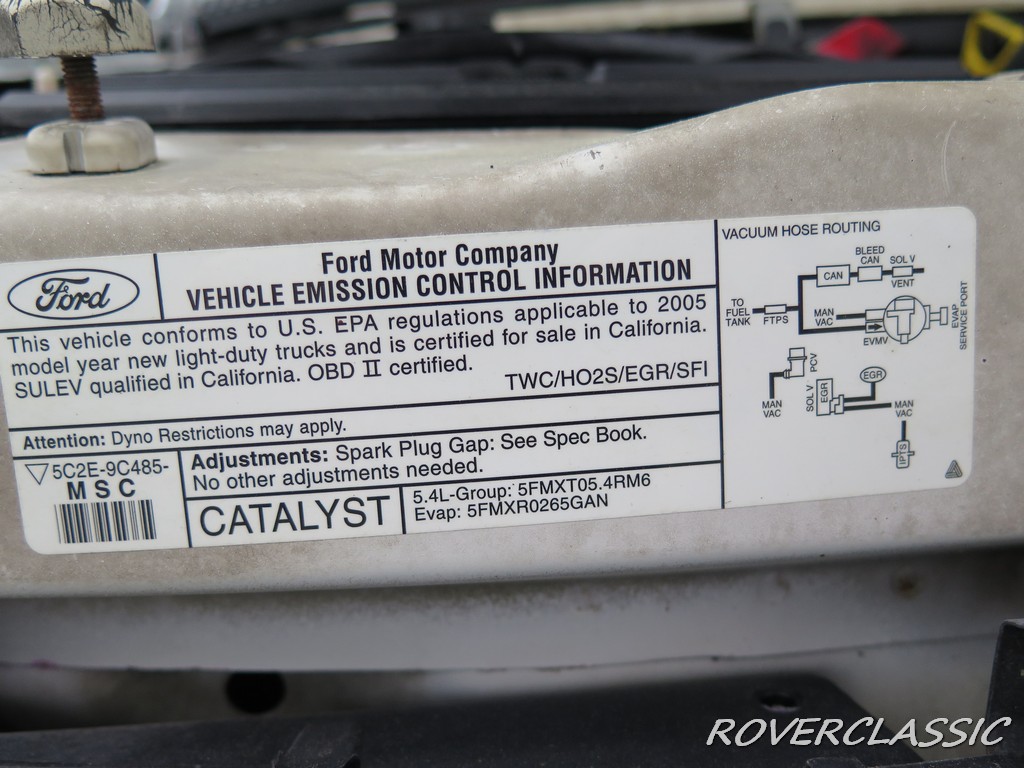 Ford
Ford Motor Company
VEHICLE EMISSION CONTROL INFORMATION
This vehicle conforms to U.S. EPA regulations applicable to 2005
model year new light-duty trucks and is certified for sale in California.
SULEV qualified in California. OBD II certified.
TWC/HO2S/EGR/SFI
Attention: Dyno Restrictions may apply.
5C2E-9C485-
MSC
Adjustments: Spark Plug Gap: See Spec Book.
No other adjustments needed.
CATALYST
5.4L-Group: 5FMXT05.4RM6
Evap: 5FMXR0265GAN
VACUUM HOSE ROUTING
BLEED
CAN
CAN
SOL V
VENT
TO
FUEL
TANK
FTPS
MAN
VAC
EVMV
EVAP
SERVICE PORT
PCV
MAN
VAC
SOL V
EGR
EGR
MAN
VAC
IPTS
ROVERCLASSIC